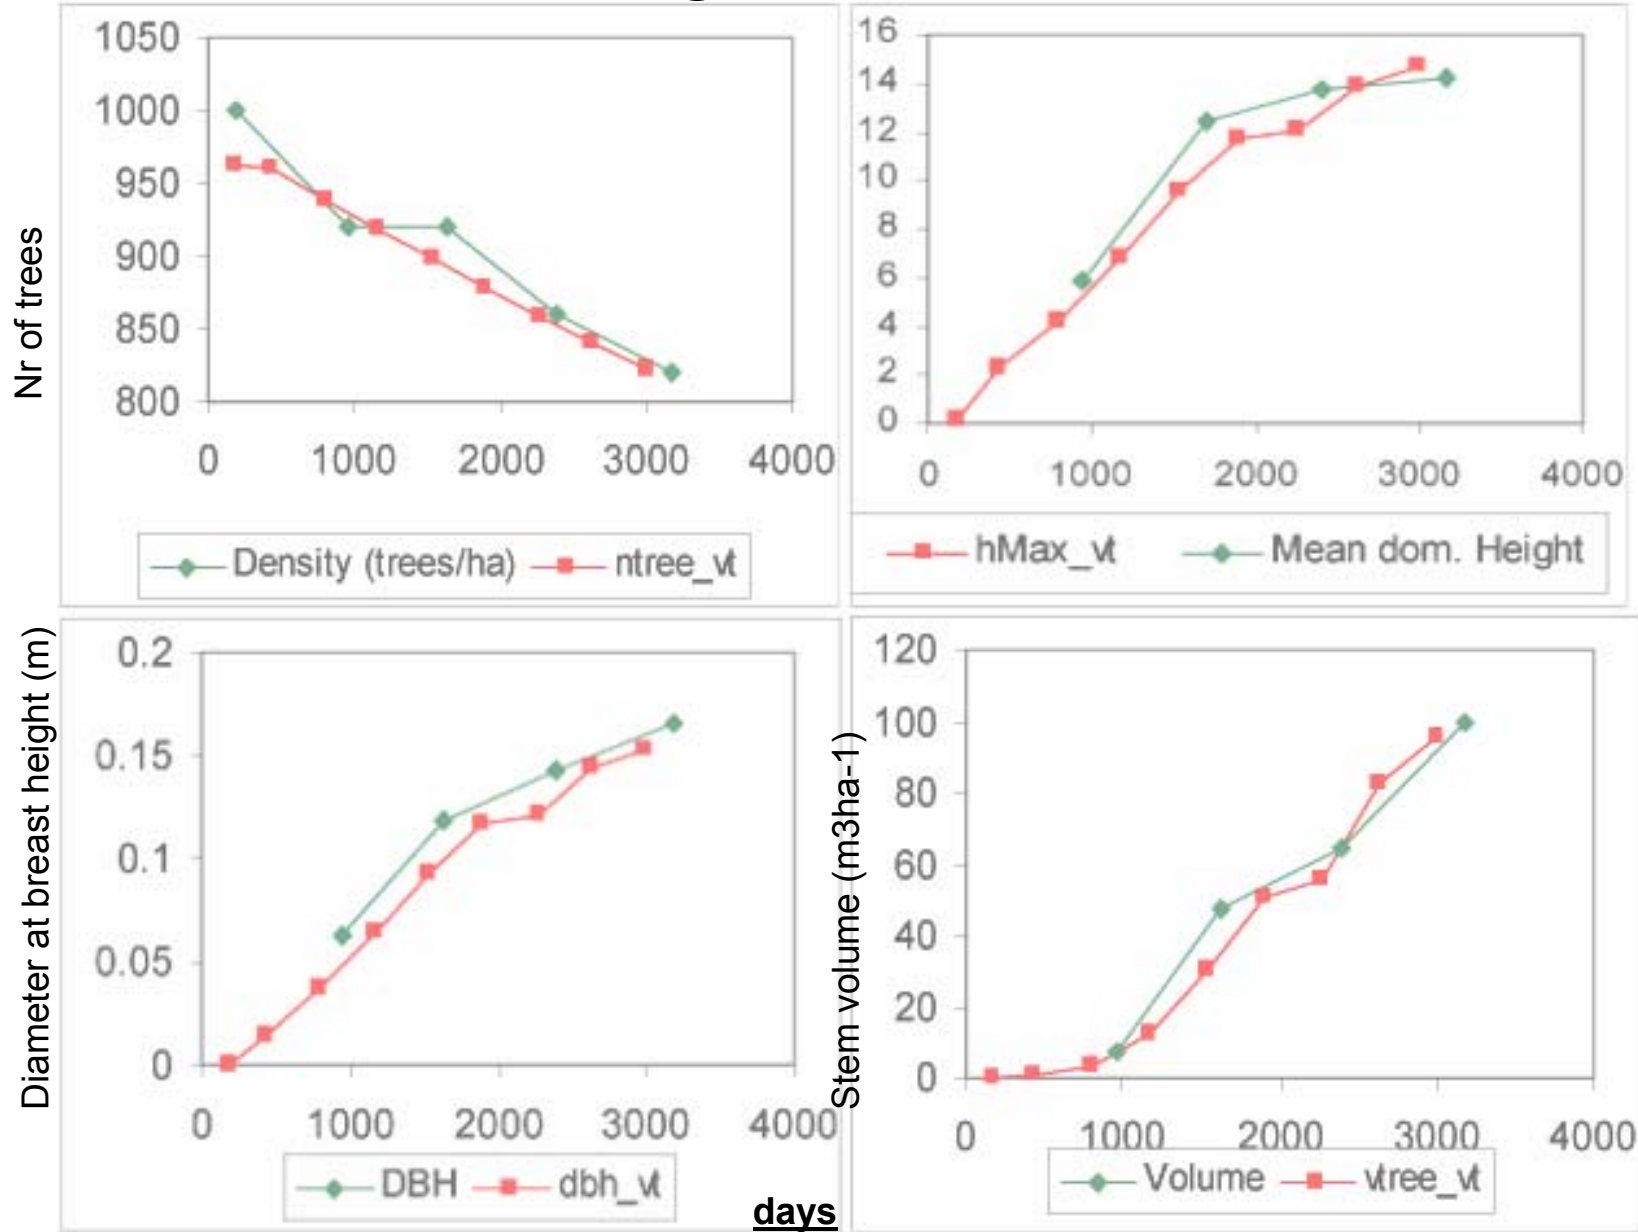 1050
1000
950
900
850
800
Nr of trees
0 1000 2000 3000 4000
Density (trees/ha) ntree_vt
16
14
12
10
8
6
4
2
0
0 1000 2000 3000 4000
hMax_vt Mean dom. Height
0.2
0.15
0.1
0.05
0
Diameter at breast height (m)
0 1000 2000 3000 4000
DBH dbh_vt
120
100
80
60
40
20
0
Stem volume (m3ha-1)
0 1000 2000 3000 4000
Volume vtree_vt
days